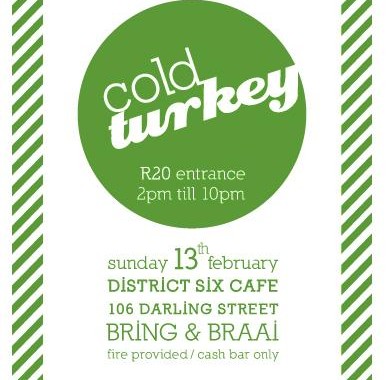 cold
turkey
R20 entrance
2pm till 10pm
sunday 13th february
DISTRICT SIX CAFE
106 DARLING STREET
BRING & BRAAI
fire provided / cash bar only